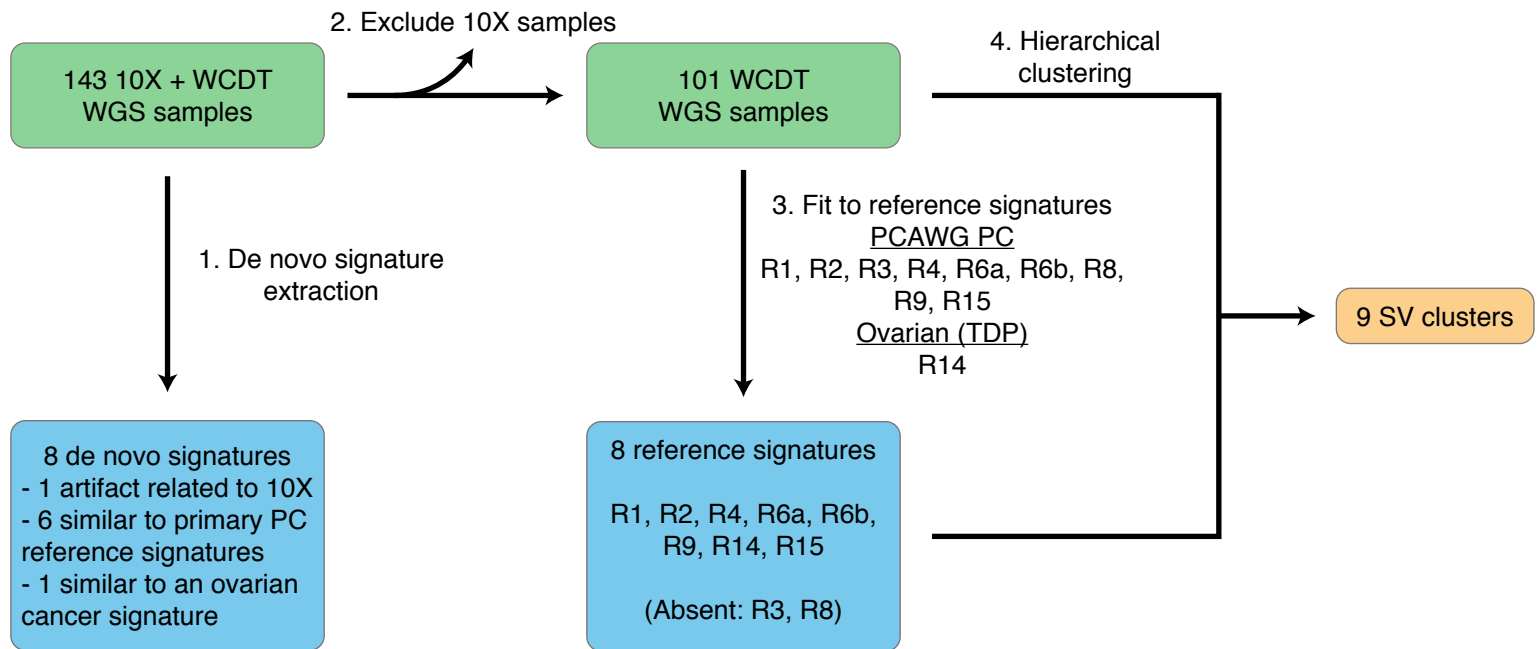 2. Exclude 10X samples
143 10X + WCDT
WGS samples
101 WCDT
WGS samples
4. Hierarchical
clustering
1. De novo signature
extraction
3. Fit to reference signatures
PCAWG PC
R1, R2, R3, R4, R6a, R6b, R8,
R9, R15
Ovarian (TDP)
R14
9 SV clusters
8 de novo signatures
- 1 artifact related to 10X
- 6 similar to primary PC
reference signatures
- 1 similar to an ovarian
cancer signature
8 reference signatures
R1, R2, R4, R6a, R6b,
R9, R14, R15
(Absent: R3, R8)